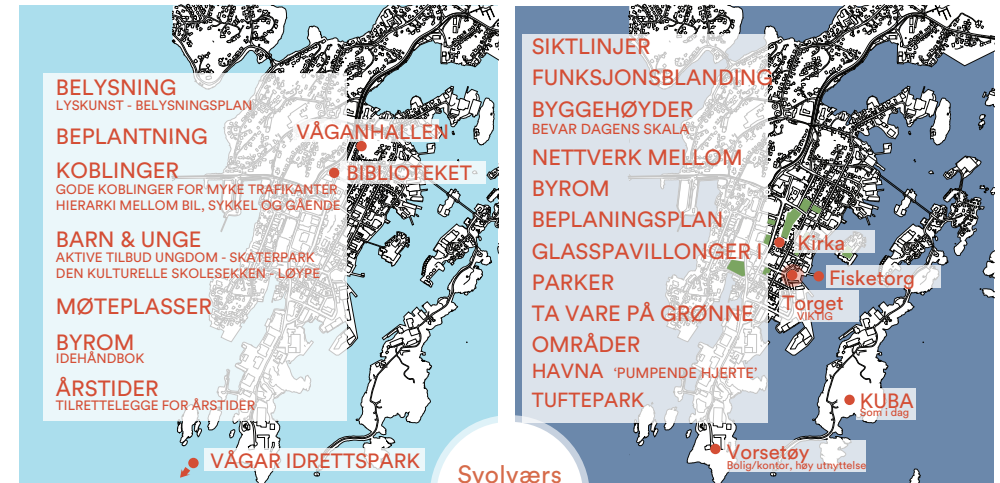 BELYSNING
LYSKUNST - BELYSNINGSPLAN
BEPLANTNING
KOBLINGER
GODE KOBLINGER FOR MYKE TRAFIKANTER
HIERARKI MELLOM BIL, SYKKEL OG GÅENDE
BARN & UNGE
AKTIVE TILBUD UNGDOM - SKATERPARK
DEN KULTURELLE SKOLESEKKEN - LØYPE
MØTEPLASSER
BYROM
IDEHÅNDBOK
ÅRSTIDER
TILRETTELEGGE FOR ÅRSTIDER
VÅGANHALLEN
BIBLIOTEKET
VÅGAR IDRETTSPARK
SIKTLINJER
FUNKSJONSBLANDING
BYGGEHØYDER
BEVAR DAGENS SKALA
NETTVERK MELLOM
BYROM
BEPLANINGSPLAN
GLASSPAVILLONGER I
PARKER
TA VARE PÅ GRØNNE
OMRÅDER
HAVNA 'PUMPENDE HJERTE'
TUFTEPARK
Kirka
Fisketorg
Torget
VIKTIG
KUBA
Som i dag
Vorsetøy
Bolig/kontor, høy utnyttelse
Svolværs